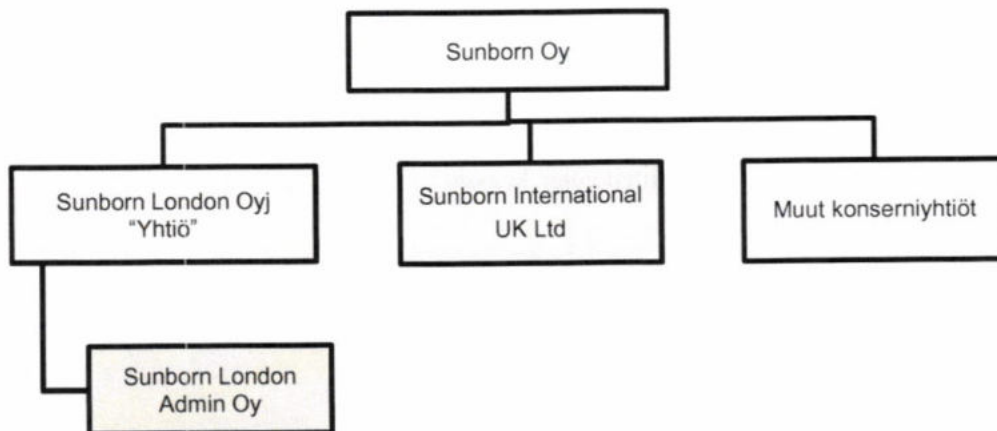 Sunborn Oy
Sunborn London Oyj
"Yhtiö"
Sunborn International
UK Ltd
Muut konserniyhtiöt
Sunborn London
Admin Oy